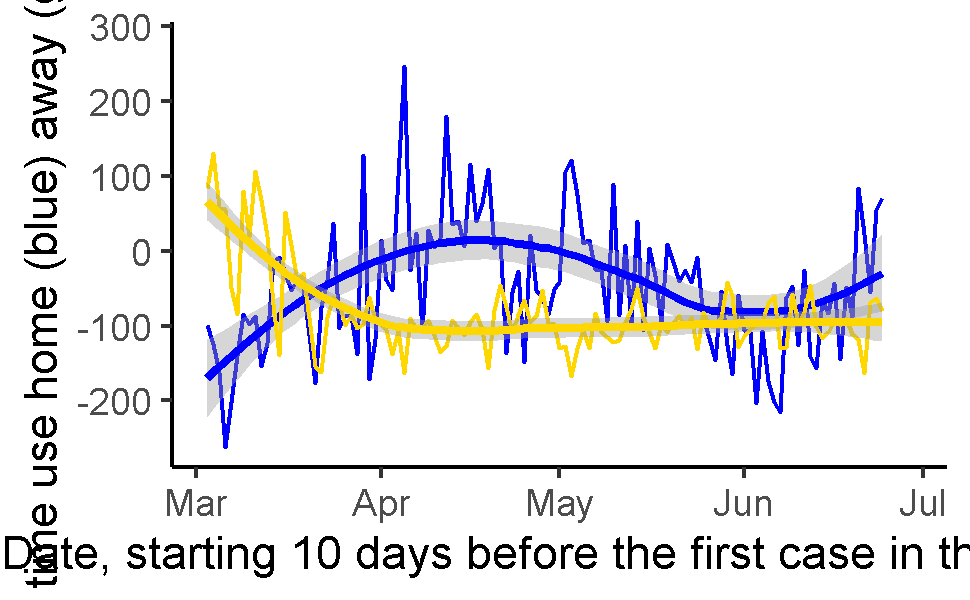 time use home (blue) away (
300
200
100
0
-100
-200
Mar Apr May Jun Jul
Date, starting 10 days before the first case in th